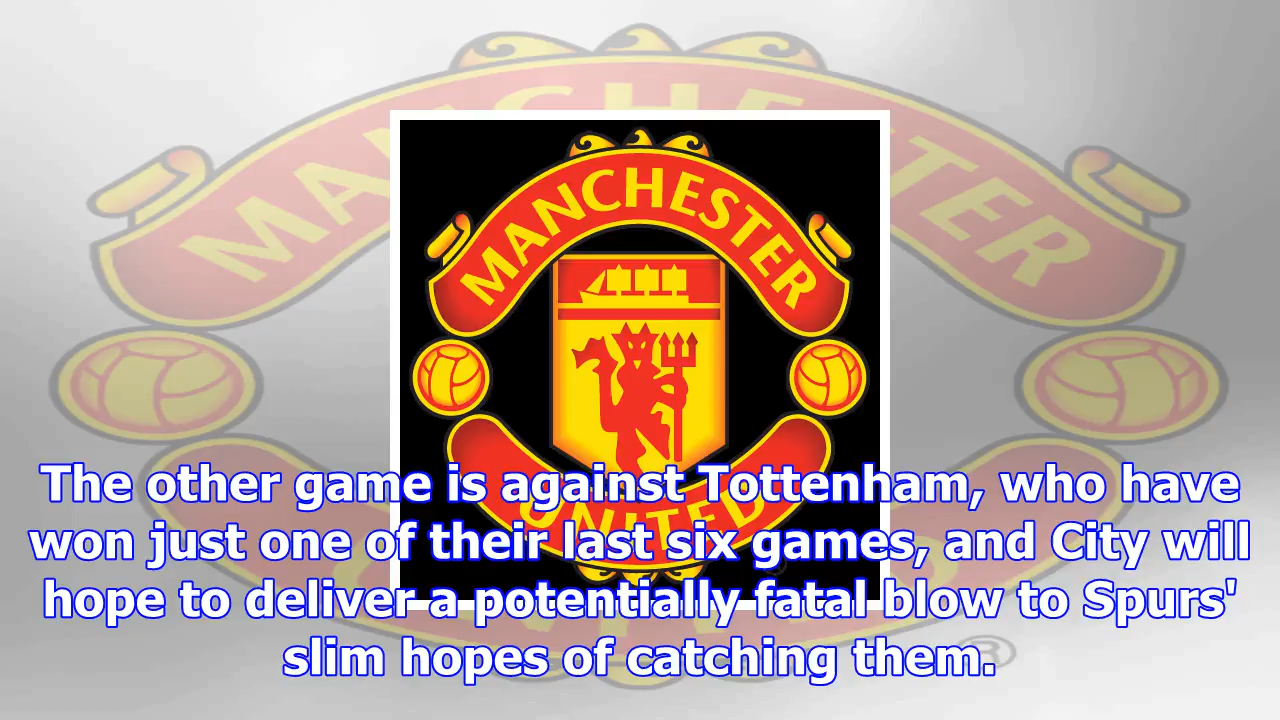 MANCHESTER
MANCHESTER
UNITED
The other game is against Tottenham, who have
won just one of their last six games, and City will
hope to deliver a potentially fatal blow to Spurs'
slim hopes of catching them.
®